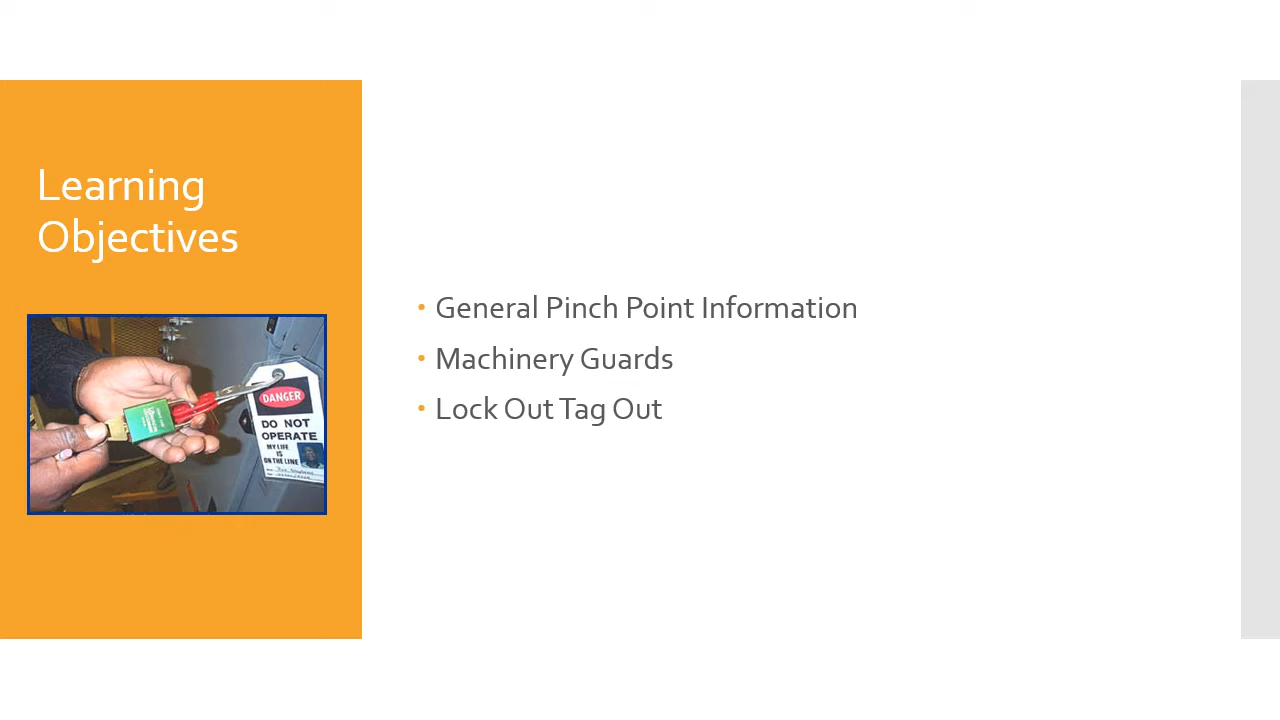 Learning
Objectives
DANGER
DO NOT
OPERATE
MY LIFE
IS
ON THE LINE
• General Pinch Point Information
• Machinery Guards
• Lock Out Tag Out